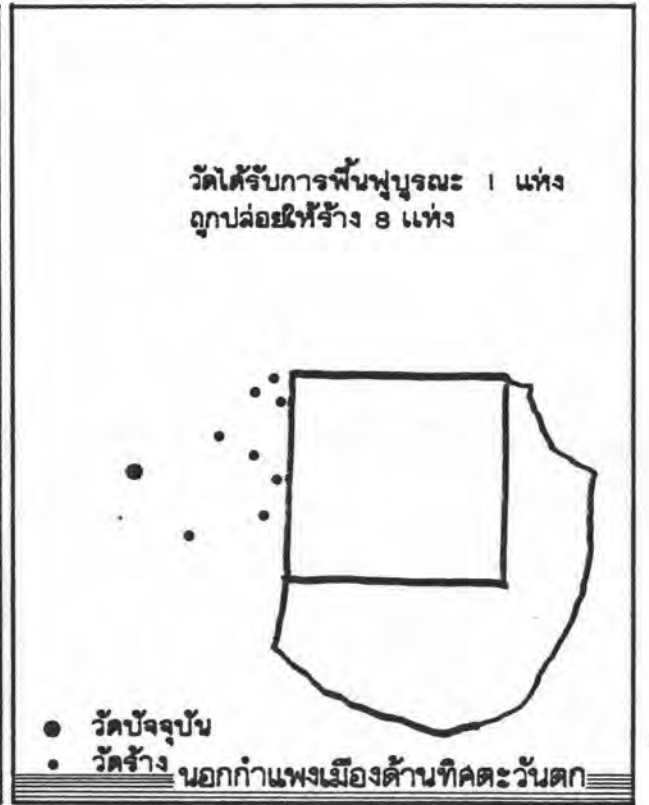 วัดได้รับการฟื้นฟูบูรณะ 1 แห่ง
ถูกปล่อยให้ร้าง 8 แห่ง
วัดปัจจุบัน
วัดร้าง
นอกกำแพงเมืองด้านทิศตะวันตก